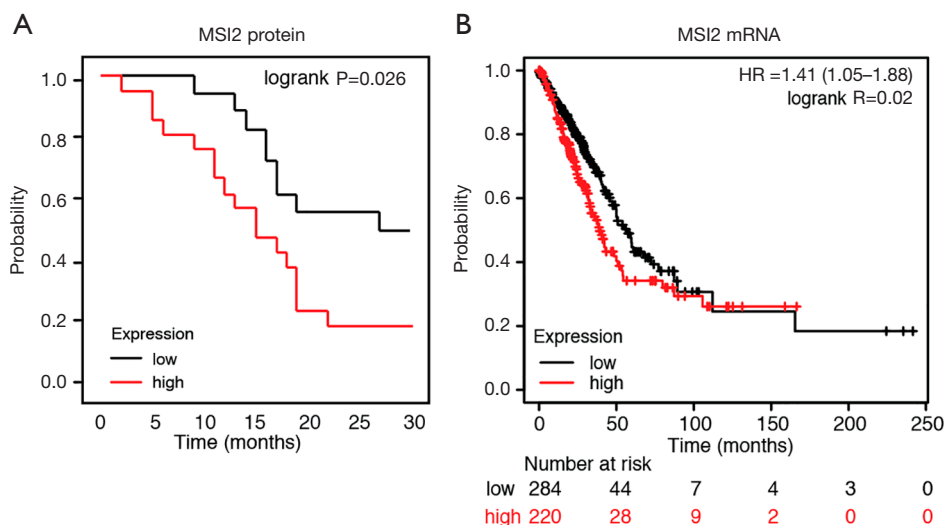 A
MSI2 protein
logrank P=0.026
1.0
0.8
0.6
0.4
0.2
0.0
Probability
Expression
low
high
0 5 10 15 20 25 30
Time (months)
B
MSI2 mRNA
HR =1.41 (1.05–1.88)
logrank R=0.02
1.0
0.8
0.6
0.4
0.2
0.0
Probability
Expression
low
high
0 50 100 150 200 250
Time (months)
Number at risk
low 284 44 7 4 3 0
high 220 28 9 2 0 0